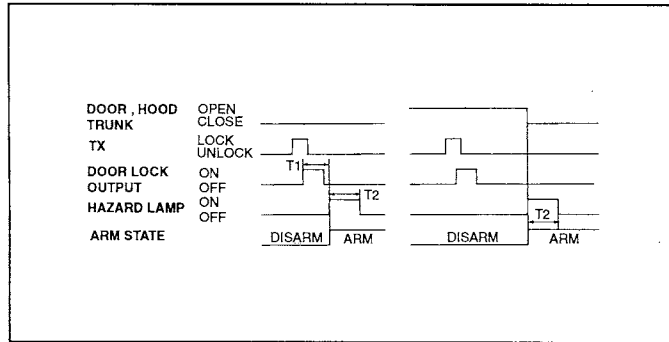 DOOR , HOOD OPEN
TRUNK CLOSE
TX LOCK
UNLOCK
T1
DOOR LOCK ON
OUTPUT OFF
T2
HAZARD LAMP ON
OFF
T2
ARM STATE DISARM ARM DISARM ARM